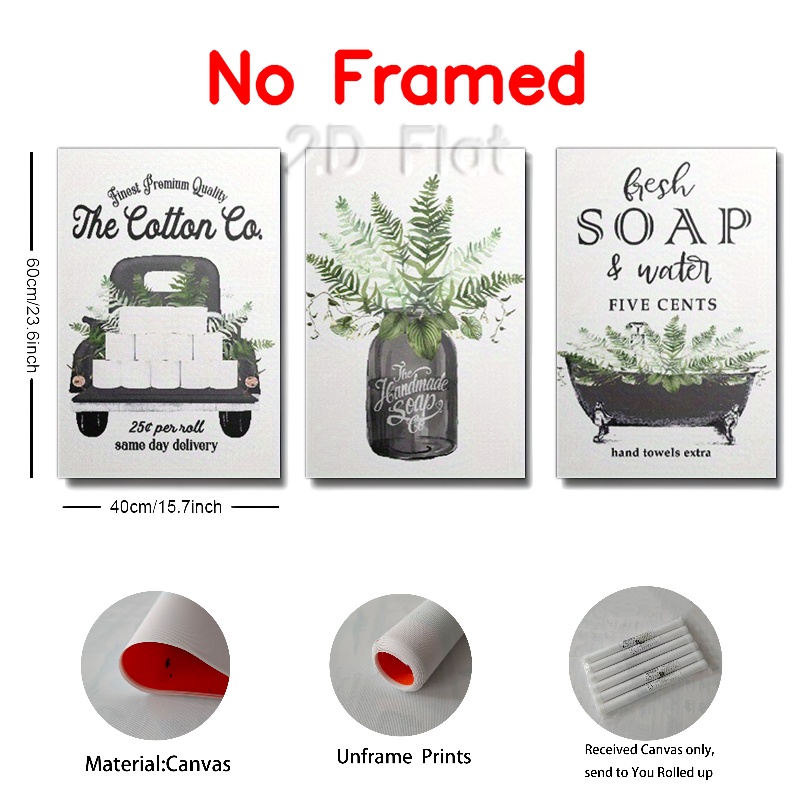 No Framed
2D Flat
Finest Premium Quality
The Cotton Co.
25¢ per roll
same day delivery
The
Handmade
Soap
Co
fresh
SOAP
& water
FIVE CENTS
hand towels extra
60cm/23.6inch
40cm/15.7inch
Material:Canvas
Unframe Prints
Received Canvas only,
send to You Rolled up